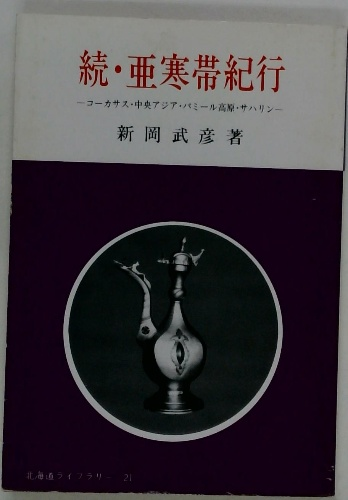 続・亜寒帯紀行
―コーカサス・中央アジア・パミール高原・サハリン―
新岡武彦著
北海道ライブラリー 21